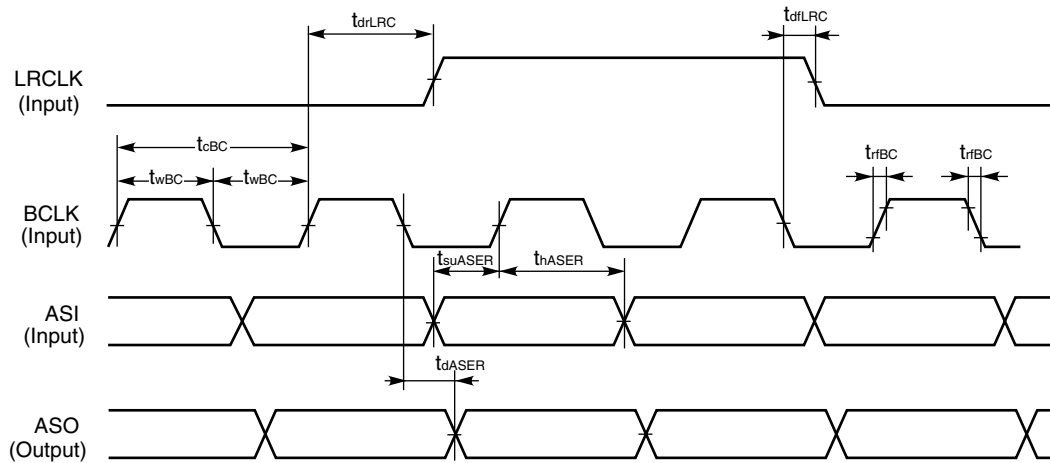 tdrLRC
tdfLRC
LRCLK
(Input)
tcBC
trfBC
trfBC
twBC
twBC
BCLK
(Input)
tsuASER
thASER
ASI
(Input)
tdASER
ASO
(Output)